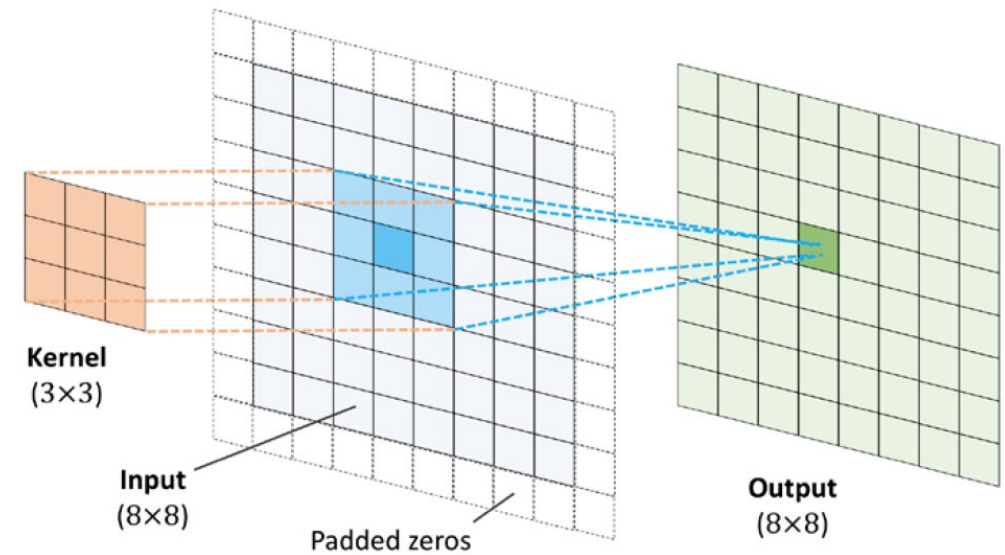 Kernel
(3×3)
Input
(8×8)
Padded zeros
Output
(8×8)